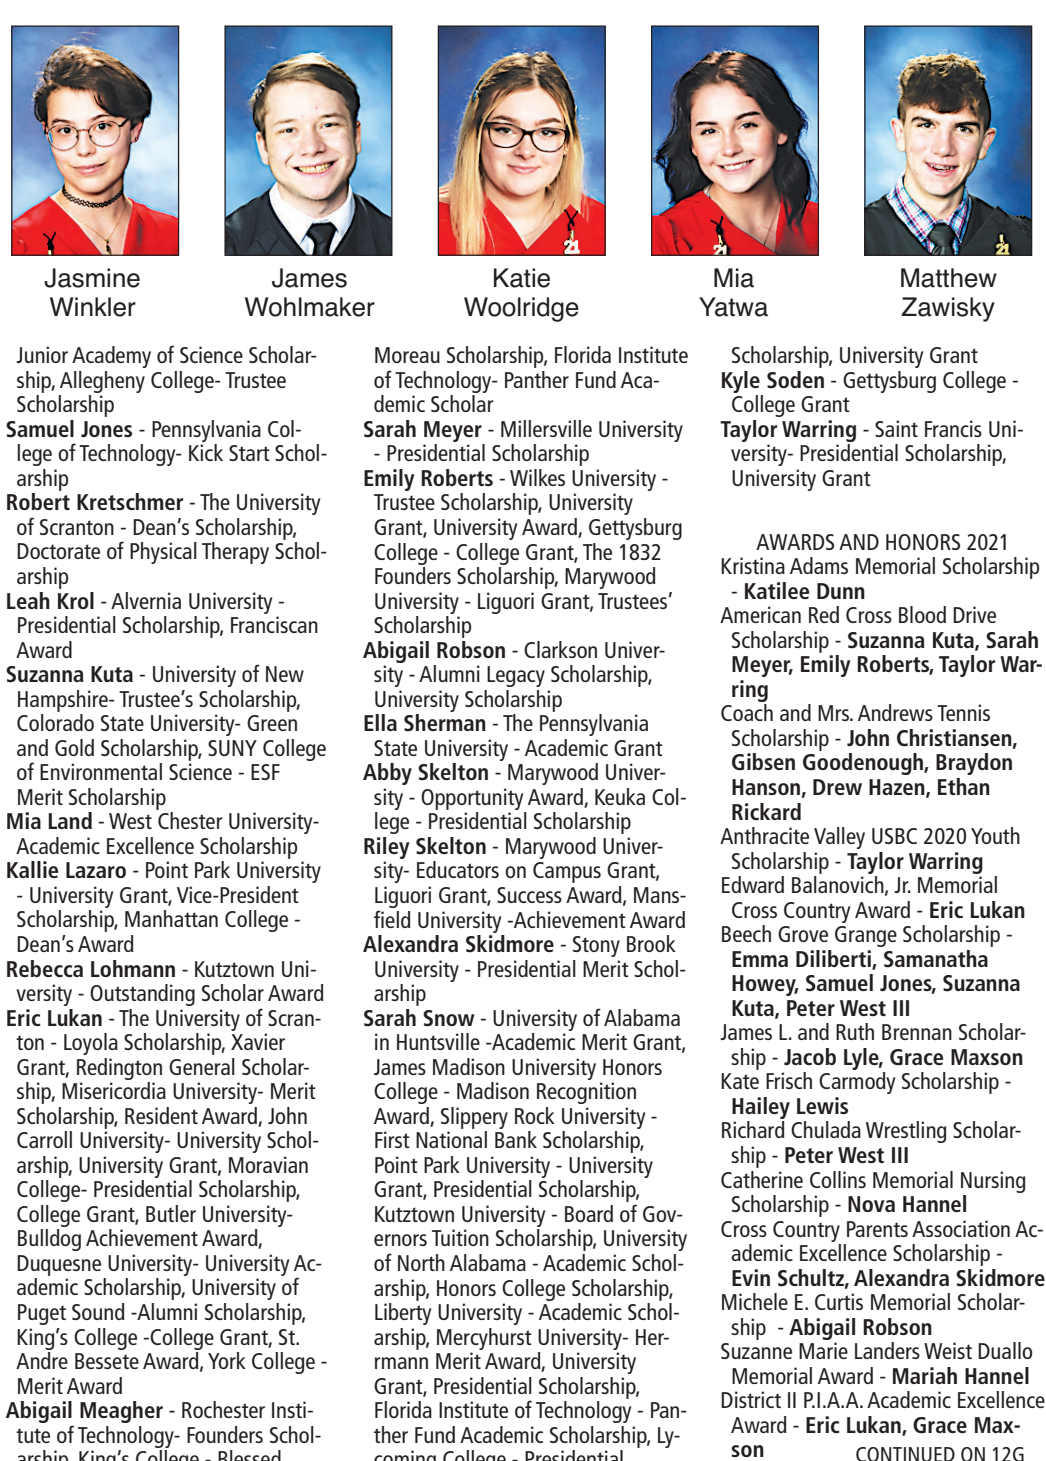 21
21
21
Jasmine
Winkler
James
Wohlmaker
Katie
Woolridge
Mia
Yatwa
Matthew
Zawisky
Junior Academy of Science Scholar-
ship, Allegheny College- Trustee
Scholarship
Samuel Jones - Pennsylvania Col-
lege of Technology- Kick Start Schol-
arship
Robert Kretschmer - The University
of Scranton - Dean's Scholarship,
Doctorate of Physical Therapy Schol-
arship
Leah Krol - Alvernia University -
Presidential Scholarship, Franciscan
Award
Suzanna Kuta - University of New
Hampshire- Trustee's Scholarship,
Colorado State University- Green
and Gold Scholarship, SUNY College
of Environmental Science - ESF
Merit Scholarship
Mia Land - West Chester University-
Academic Excellence Scholarship
Kallie Lazaro - Point Park University
- University Grant, Vice-President
Scholarship, Manhattan College -
Dean's Award
Rebecca Lohmann - Kutztown Uni-
versity - Outstanding Scholar Award
Eric Lukan - The University of Scran-
ton - Loyola Scholarship, Xavier
Grant, Redington General Scholar-
ship, Misericordia University- Merit
Scholarship, Resident Award, John
Carroll University- University Schol-
arship, University Grant, Moravian
College- Presidential Scholarship,
College Grant, Butler University-
Bulldog Achievement Award,
Duquesne University- University Ac-
ademic Scholarship, University of
Puget Sound -Alumni Scholarship,
King's College -College Grant, St.
Andre Bessete Award, York College -
Merit Award
Abigail Meagher - Rochester Insti-
tute of Technology- Founders Schol-
arship, King's College - Blessed
Moreau Scholarship, Florida Institute
of Technology- Panther Fund Aca-
demic Scholar
Sarah Meyer - Millersville University
- Presidential Scholarship
Emily Roberts - Wilkes University -
Trustee Scholarship, University
Grant, University Award, Gettysburg
College - College Grant, The 1832
Founders Scholarship, Marywood
University - Liguori Grant, Trustees'
Scholarship
Abigail Robson - Clarkson Univer-
sity - Alumni Legacy Scholarship,
University Scholarship
Ella Sherman - The Pennsylvania
State University - Academic Grant
Abby Skelton - Marywood Univer-
sity - Opportunity Award, Keuka Col-
lege - Presidential Scholarship
Riley Skelton - Marywood Univer-
sity- Educators on Campus Grant,
Liguori Grant, Success Award, Mans-
field University -Achievement Award
Alexandra Skidmore - Stony Brook
University - Presidential Merit Schol-
arship
Sarah Snow - University of Alabama
in Huntsville -Academic Merit Grant,
James Madison University Honors
College - Madison Recognition
Award, Slippery Rock University -
First National Bank Scholarship,
Point Park University - University
Grant, Presidential Scholarship,
Kutztown University - Board of Gov-
ernors Tuition Scholarship, University
of North Alabama - Academic Schol-
arship, Honors College Scholarship,
Liberty University - Academic Schol-
arship, Mercyhurst University- Her-
rmann Merit Award, University
Grant, Presidential Scholarship,
Florida Institute of Technology - Pan-
ther Fund Academic Scholarship, Ly-
coming College - Presidential
Scholarship, University Grant
Kyle Soden - Gettysburg College -
College Grant
Taylor Warring - Saint Francis Uni-
versity- Presidential Scholarship,
University Grant
AWARDS AND HONORS 2021
Kristina Adams Memorial Scholarship
- Katilee Dunn
American Red Cross Blood Drive
Scholarship - Suzanna Kuta, Sarah
Meyer, Emily Roberts, Taylor War-
ring
Coach and Mrs. Andrews Tennis
Scholarship - John Christiansen,
Gibsen Goodenough, Braydon
Hanson, Drew Hazen, Ethan
Rickard
Anthracite Valley USBC 2020 Youth
Scholarship - Taylor Warring
Edward Balanovich, Jr. Memorial
Cross Country Award - Eric Lukan
Beech Grove Grange Scholarship -
Emma Diliberti, Samanatha
Howey, Samuel Jones, Suzanna
Kuta, Peter West III
James L. and Ruth Brennan Scholar-
ship - Jacob Lyle, Grace Maxson
Kate Frisch Carmody Scholarship -
Hailey Lewis
Richard Chulada Wrestling Scholar-
ship - Peter West III
Catherine Collins Memorial Nursing
Scholarship - Nova Hannel
Cross Country Parents Association Ac-
ademic Excellence Scholarship -
Evin Schultz, Alexandra Skidmore
Michele E. Curtis Memorial Scholar-
ship - Abigail Robson
Suzanne Marie Landers Weist Duallo
Memorial Award - Mariah Hannel
District II P.I.A.A. Academic Excellence
Award - Eric Lukan, Grace Max-
son
CONTINUED ON 12G